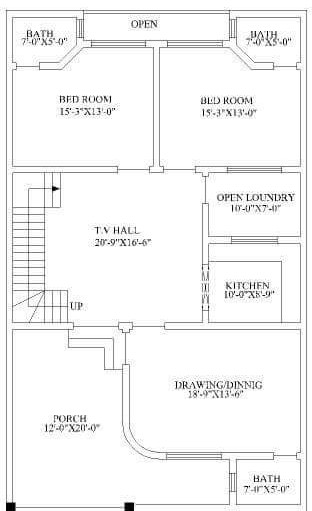 OPEN
BATH
7'-0"X5'-0"
BATH
7'-0"X5'-0"
BED ROOM
15'-3"X13'-0"
BED ROOM
15'-3"X13'-0"
OPEN LOUNDRY
10'-0"X7'-0"
T.V HALL
20'-9"X16'-6"
KITCHEN
10'-0"X8'-9"
UP
DRAWING/DINNIG
18'-9"X13'-6"
PORCH
12'-0"X20'-0"
BATH
7'-0"X5'-0"